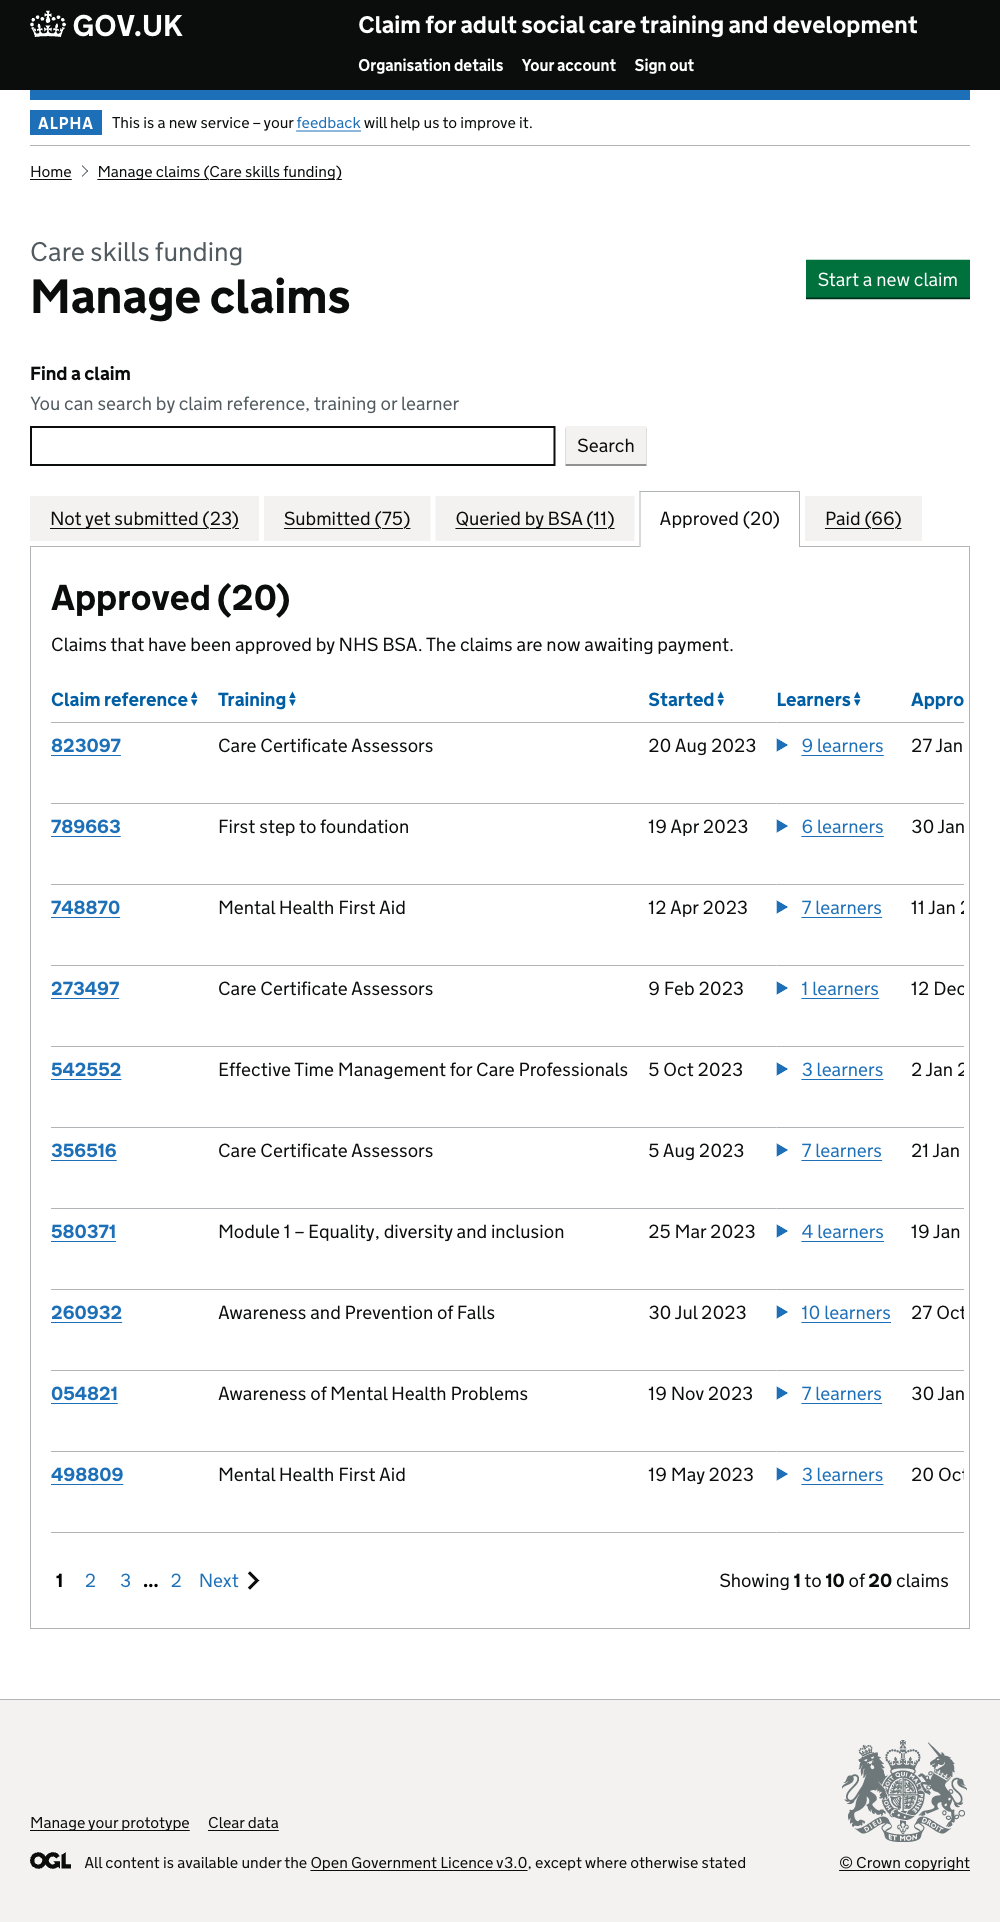 GOV.UK
Claim for adult social care training and development
Organisation details Your account Sign out
ALPHA This is a new service – your feedback will help us to improve it.
Home Manage claims (Care skills funding)
Care skills funding
Manage claims
Start a new claim
Find a claim
You can search by claim reference, training or learner
Search
Not yet submitted (23) Submitted (75) Queried by BSA (11) Approved (20) Paid (66)
Approved (20)
Claims that have been approved by NHS BSA. The claims are now awaiting payment.
Claim reference Training Started Learners Appro
823097 Care Certificate Assessors 20 Aug 2023 9 learners 27 Jan
789663 First step to foundation 19 Apr 2023 6 learners 30 Jan
748870 Mental Health First Aid 12 Apr 2023 7 learners 11 Jan
273497 Care Certificate Assessors 9 Feb 2023 1 learners 12 Dec
542552 Effective Time Management for Care Professionals 5 Oct 2023 3 learners 2 Jan
356516 Care Certificate Assessors 5 Aug 2023 7 learners 21 Jan
580371 Module 1 – Equality, diversity and inclusion 25 Mar 2023 4 learners 19 Jan
260932 Awareness and Prevention of Falls 30 Jul 2023 10 learners 27 Oct
054821 Awareness of Mental Health Problems 19 Nov 2023 7 learners 30 Jan
498809 Mental Health First Aid 19 May 2023 3 learners 20 Oct
1 2 3 ... 2 Next Showing 1 to 10 of 20 claims
Manage your prototype Clear data
OGL All content is available under the Open Government Licence v3.0, except where otherwise stated
© Crown copyright